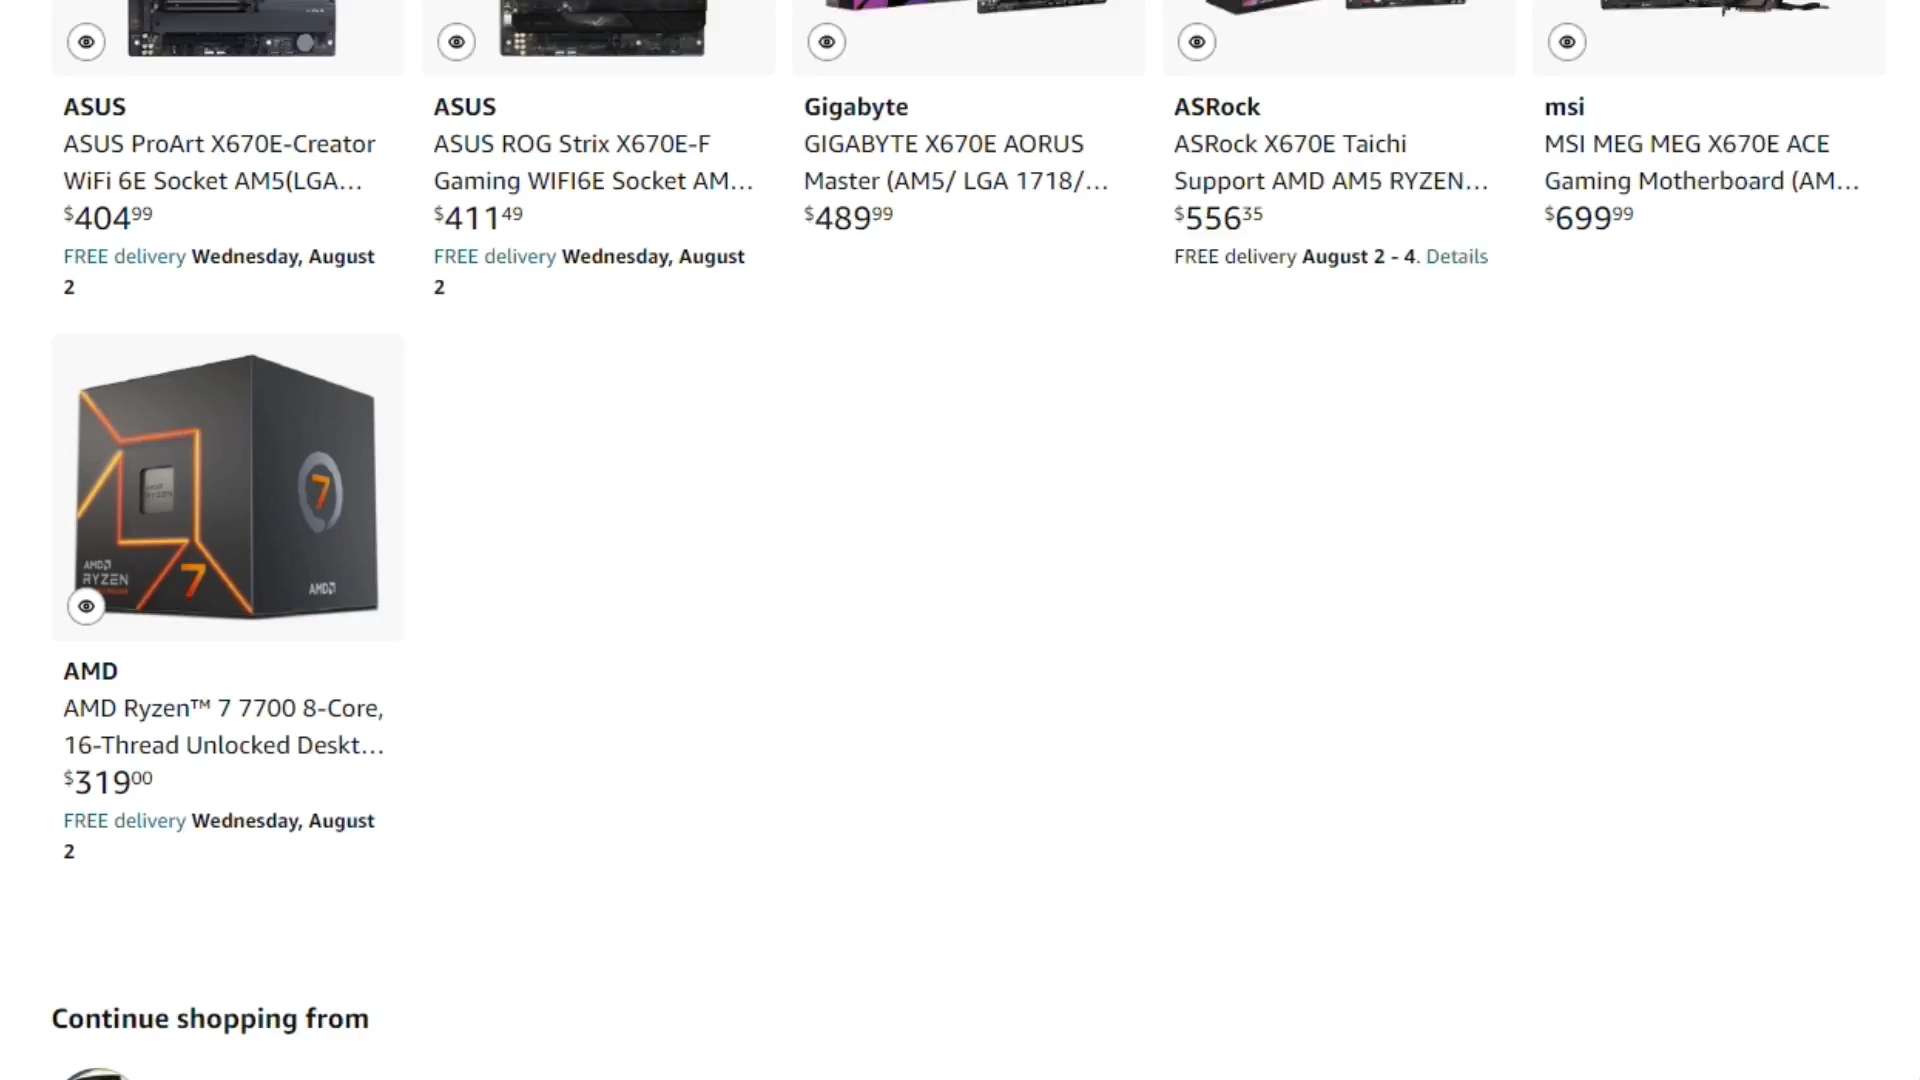 ASUS
ASUS ProArt X670E-Creator
WiFi 6E Socket AM5(LGA...
$404⁹⁹
FREE delivery Wednesday, August
2
ASUS
ASUS ROG Strix X670E-F
Gaming WIFI6E Socket AM...
$411⁴⁹
FREE delivery Wednesday, August
2
Gigabyte
GIGABYTE X670E AORUS
Master (AM5/ LGA 1718/...
$489⁹⁹
ASRock
ASRock X670E Taichi
Support AMD AM5 RYZEN...
$556³⁵
FREE delivery August 2 - 4. Details
msi
MSI MEG MEG X670E ACE
Gaming Motherboard (AM...
$699⁹⁹
7
AMD
RYZEN
7
AMD
AMD
AMD Ryzen™ 7 7700 8-Core,
16-Thread Unlocked Deskt...
$319⁰⁰
FREE delivery Wednesday, August
2
Continue shopping from